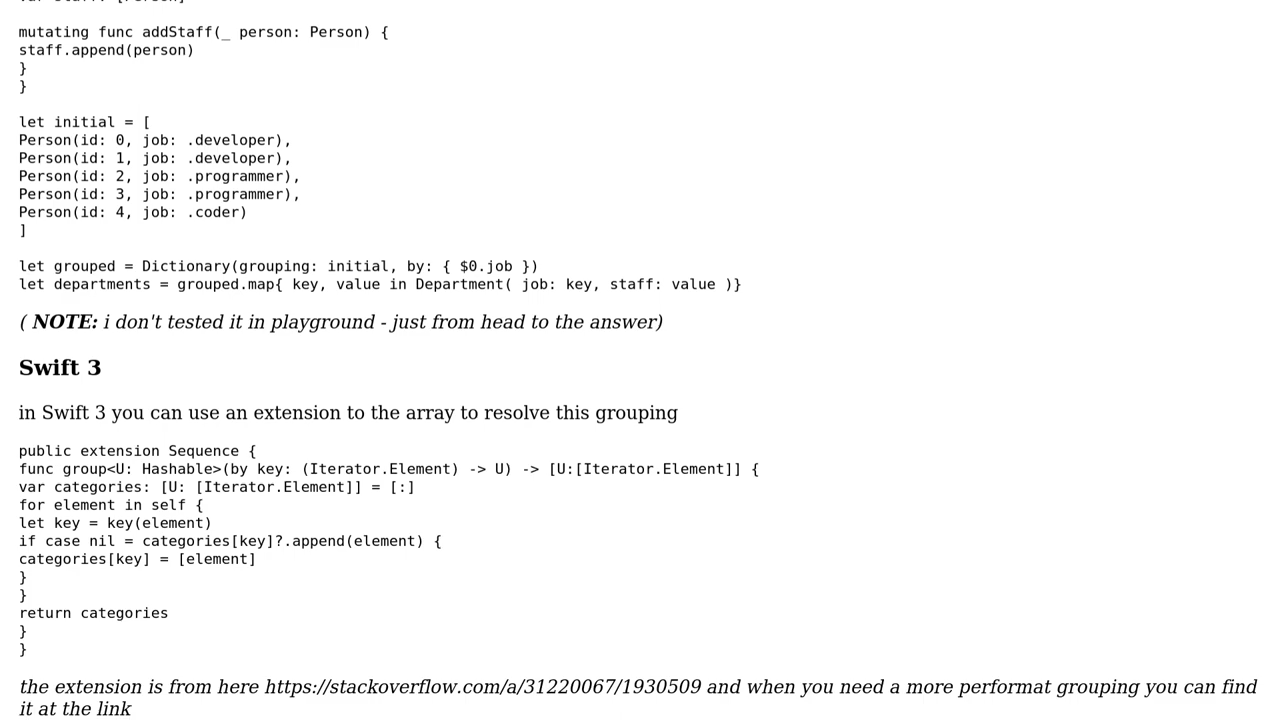 mutating func addStaff(_ person: Person) {
staff.append(person)
}
}
let initial = [
Person(id: 0, job: .developer),
Person(id: 1, job: .developer),
Person(id: 2, job: .programmer),
Person(id: 3, job: .programmer),
Person(id: 4, job: .coder)
]
let grouped = Dictionary(grouping: initial, by: { $0.job })
let departments = grouped.map{ key, value in Department( job: key, staff: value )}
( NOTE: i don't tested it in playground - just from head to the answer)
Swift 3
in Swift 3 you can use an extension to the array to resolve this grouping
public extension Sequence {
func group<U: Hashable>(by key: (Iterator.Element) -> U) -> [U:[Iterator.Element]] {
var categories: [U: [Iterator.Element]] = [:]
for element in self {
let key = key(element)
if case nil = categories[key]?.append(element) {
categories[key] = [element]
}
}
return categories
}
}
the extension is from here https://stackoverflow.com/a/31220067/1930509 and when you need a more performat grouping you can find
it at the link